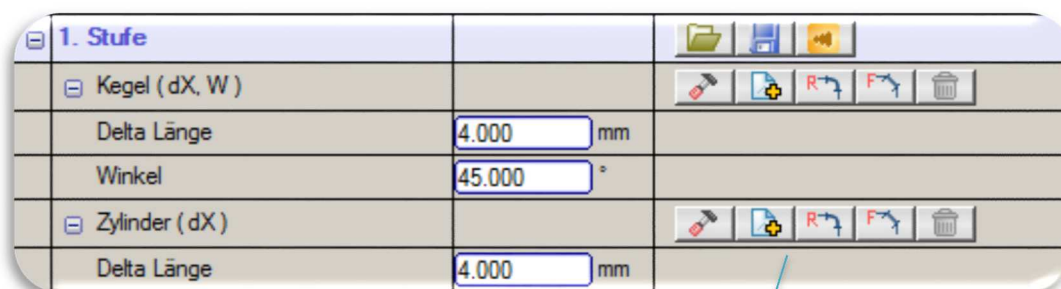 1. Stufe
Kegel ( dX, W ) R F
Delta Länge 4.000 mm
Winkel 45.000 °
Zylinder ( dX ) R F
Delta Länge 4.000 mm